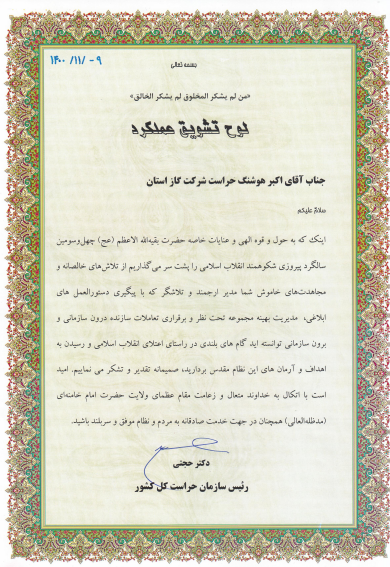 ۱۴۰۰ /۱۱/ -۹
بسمه تعالی
«من لم یشکر المخلوق لم یشکر الخالق»
لوح تشویق عملکرد
جناب آقای اکبر هوشنگ حراست شرکت گاز استان
سلامٌ علیکم
اینک که به حول و قوه الهی و عنایات خاصه حضرت بقیه‌الله الاعظم (عج) چهل‌وسومین
سالگرد پیروزی شکوهمند انقلاب اسلامی را پشت سر می‌گذاریم از تلاش‌های خالصانه و
مجاهدت‌های خاموش شما مدیر ارجمند و تلاشگر که با پیگیری دستورالعمل های
ابلاغی، مدیریت بهینه مجموعه تحت نظر و برقراری تعاملات سازنده درون سازمانی و
برون سازمانی توانسته اید گام های بلندی در راستای اعتلای انقلاب اسلامی و رسیدن به
اهداف و آرمان های این نظام مقدس بردارید، صمیمانه تقدیر و تشکر می نماییم. امید
است با اتکال به خداوند متعال و زعامت مقام عظمای ولایت حضرت امام خامنه‌ای
(مدظله‌العالی) همچنان در جهت خدمت صادقانه به مردم و نظام موفق و سربلند باشید.
دکتر حجتی
رئیس سازمان حراست کل کشور